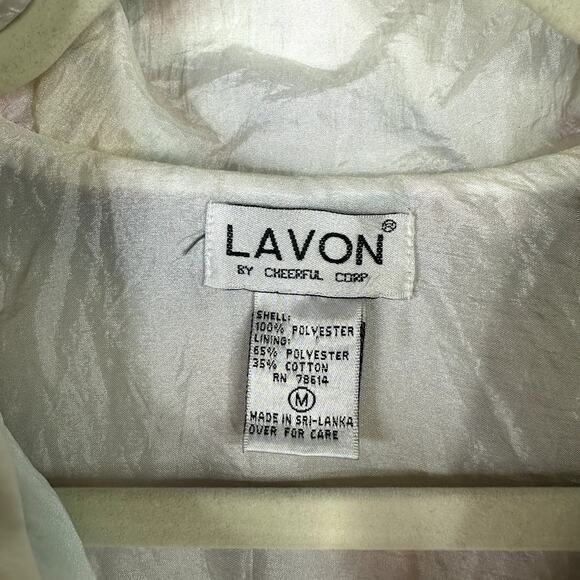 LAVON®
BY CHEERFUL CORP.
SHELL:
100% POLYESTER
LINING:
65% POLYESTER
35% COTTON
RN 78614
M
MADE IN SRI-LANKA
OVER FOR CARE